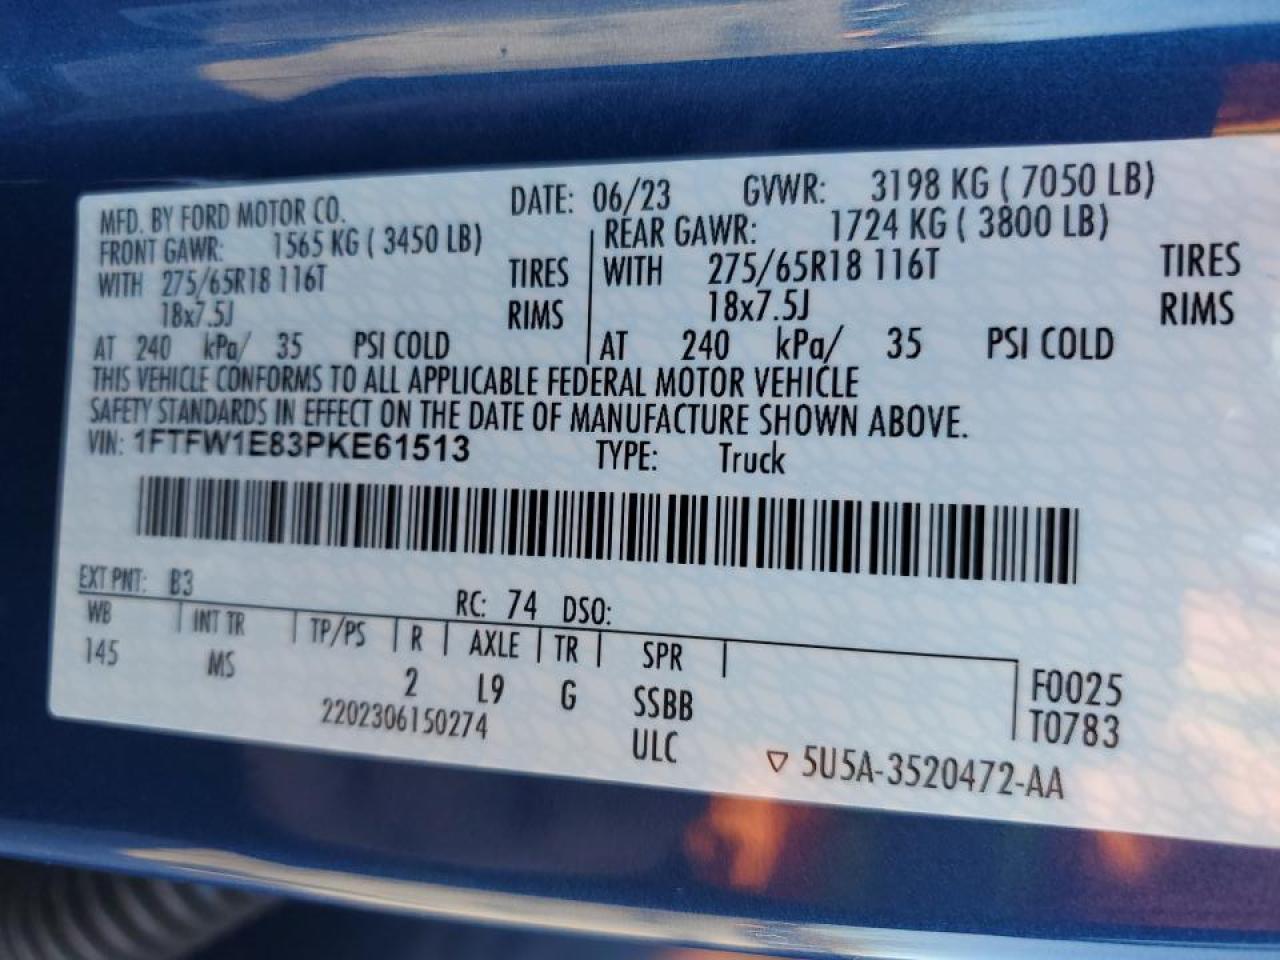 MFD. BY FORD MOTOR CO. DATE: 06/23 GVWR: 3198 KG ( 7050 LB)
FRONT GAWR: 1565 KG ( 3450 LB) REAR GAWR: 1724 KG ( 3800 LB)
WITH 275/65R18 116T TIRES WITH 275/65R18 116T TIRES
18x7.5J RIMS 18x7.5J RIMS
AT 240 kPa/ 35 PSI COLD AT 240 kPa/ 35 PSI COLD
THIS VEHICLE CONFORMS TO ALL APPLICABLE FEDERAL MOTOR VEHICLE
SAFETY STANDARDS IN EFFECT ON THE DATE OF MANUFACTURE SHOWN ABOVE.
VIN: 1FTFW1E83PKE61513 TYPE: Truck
EXT PNT: B3 RC: 74 DSO:
WB INT TR TP/PS R AXLE TR SPR
145 MS 2 L9 G SSBB F0025
2202306150274 ULC T0783
▽ 5U5A-3520472-AA